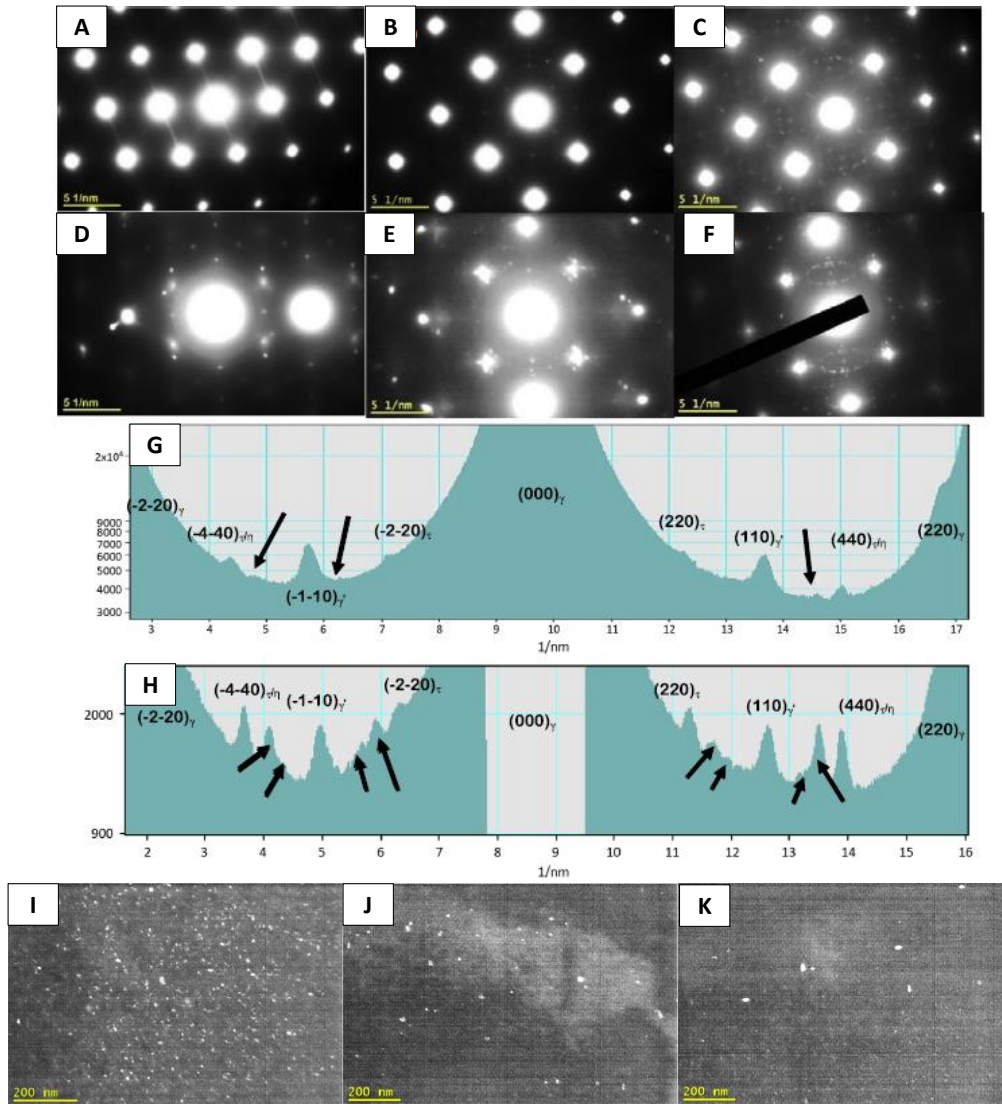 A
B
C
5 1/nm
5 1/nm
5 1/nm
D
E
F
5 1/nm
5 1/nm
5 1/nm
G
2x10⁴
9000
8000
7000
6000
5000
4000
3000
(-2-20)γ
(-4-40)τ/η
(-1-10)γ'
(-2-20)τ
(000)γ
(220)τ
(110)γ'
(440)τ/η
(220)γ
3 4 5 6 7 8 9 10 11 12 13 14 15 16 17
1/nm
H
2000
900
(-2-20)γ
(-4-40)τ/η
(-1-10)γ'
(-2-20)τ
(000)γ
(220)τ
(110)γ'
(440)τ/η
(220)γ
2 3 4 5 6 7 8 9 10 11 12 13 14 15 16
1/nm
I
J
K
200 nm
200 nm
200 nm